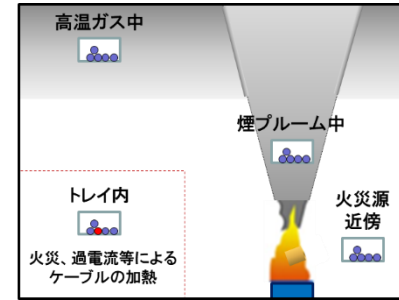 高温ガス中
煙プルーム中
トレイ内
火災、過電流等による
ケーブルの加熱
火災源
近傍